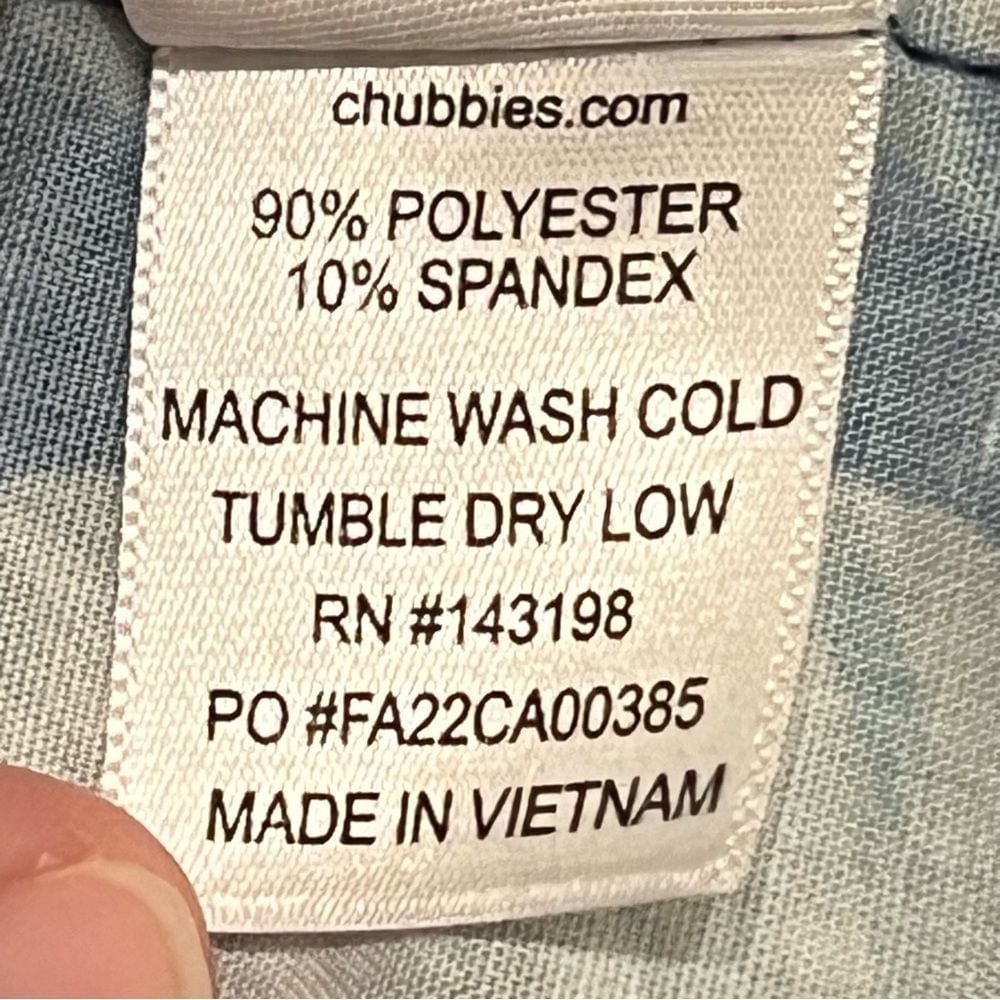 chubbies.com
90% POLYESTER
10% SPANDEX
MACHINE WASH COLD
TUMBLE DRY LOW
RN #143198
PO #FA22CA00385
MADE IN VIETNAM